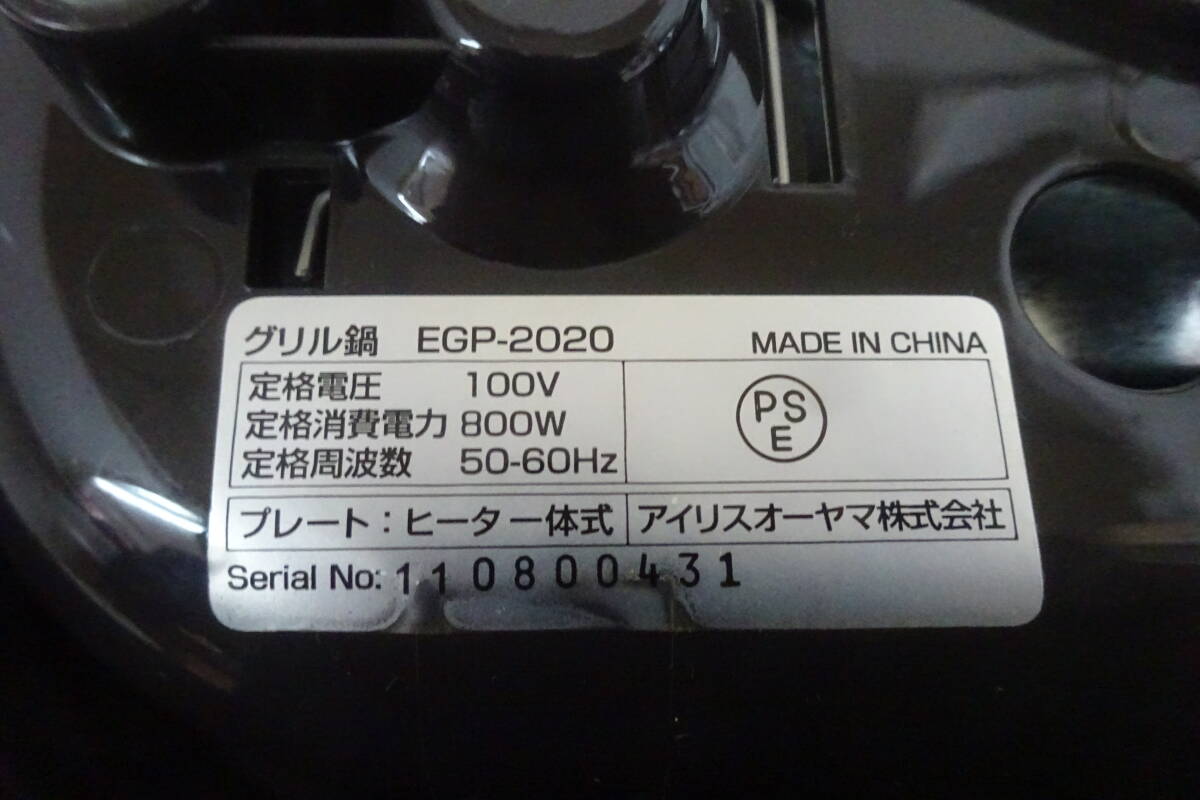 グリル鍋 EGP-2020 MADE IN CHINA
定格電圧 100V
定格消費電力 800W
定格周波数 50-60Hz
PS
E
プレート：ヒーター一体式 アイリスオーヤマ株式会社
Serial No: 110800431